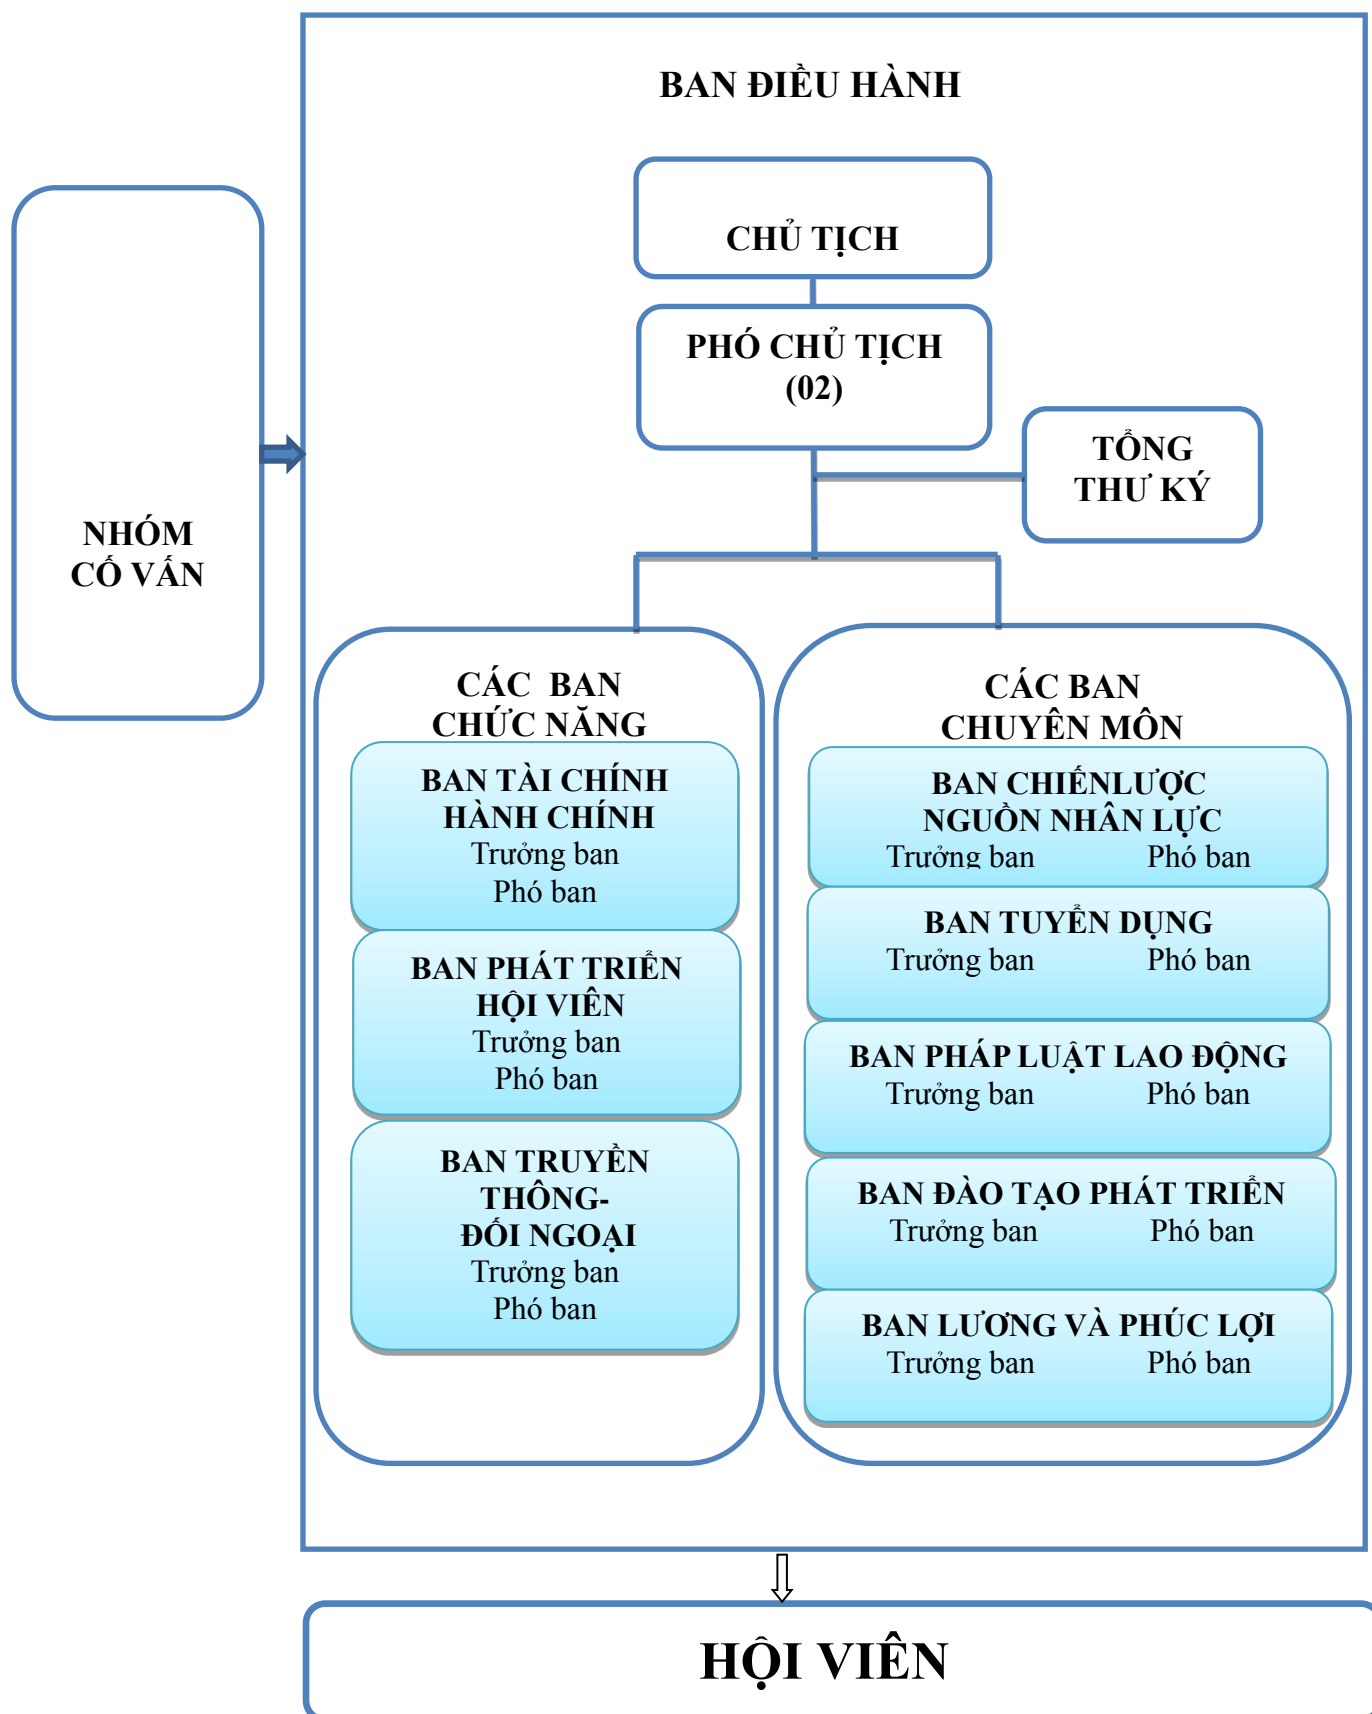 BAN ĐIỀU HÀNH
CHỦ TỊCH
PHÓ CHỦ TỊCH
(02)
TỔNG
THƯ KÝ
NHÓM
CỐ VẤN
CÁC BAN
CHỨC NĂNG
BAN TÀI CHÍNH
HÀNH CHÍNH
Trưởng ban
Phó ban
BAN PHÁT TRIỂN
HỘI VIÊN
Trưởng ban
Phó ban
BAN TRUYỀN
THÔNG-
ĐỐI NGOẠI
Trưởng ban
Phó ban
CÁC BAN
CHUYÊN MÔN
BAN CHIẾNLƯỢC
NGUỒN NHÂN LỰC
Trưởng ban Phó ban
BAN TUYỂN DỤNG
Trưởng ban Phó ban
BAN PHÁP LUẬT LAO ĐỘNG
Trưởng ban Phó ban
BAN ĐÀO TẠO PHÁT TRIỂN
Trưởng ban Phó ban
BAN LƯƠNG VÀ PHÚC LỢI
Trưởng ban Phó ban
HỘI VIÊN